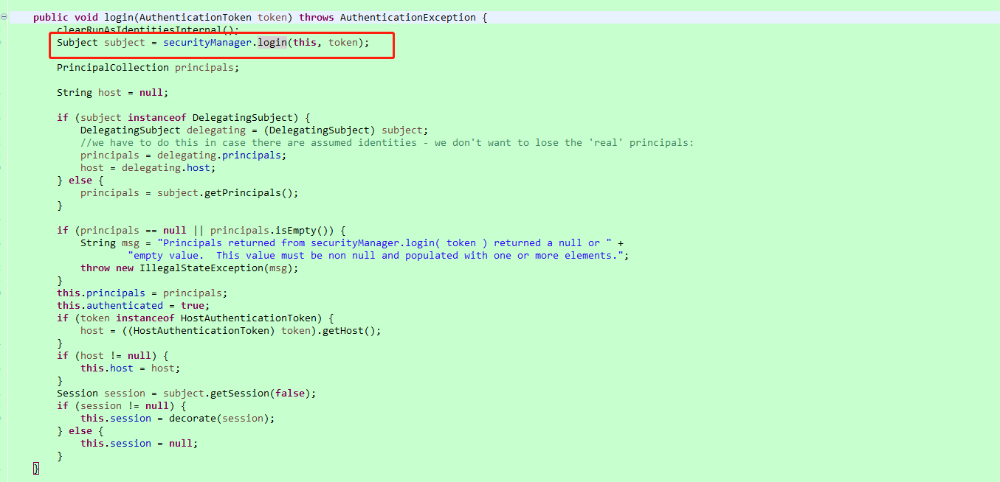 public void login(AuthenticationToken token) throws AuthenticationException {
clearRunAsIdentitiesInternal();
Subject subject = securityManager.login(this, token);
PrincipalCollection principals;
String host = null;
if (subject instanceof DelegatingSubject) {
DelegatingSubject delegating = (DelegatingSubject) subject;
//we have to do this in case there are assumed identities - we don't want to lose the 'real' principals:
principals = delegating.principals;
host = delegating.host;
} else {
principals = subject.getPrincipals();
}
if (principals == null || principals.isEmpty()) {
String msg = "Principals returned from securityManager.login( token ) returned a null or " +
"empty value.  This value must be non null and populated with one or more elements.";
throw new IllegalStateException(msg);
}
this.principals = principals;
this.authenticated = true;
if (token instanceof HostAuthenticationToken) {
host = ((HostAuthenticationToken) token).getHost();
}
if (host != null) {
this.host = host;
}
Session session = subject.getSession(false);
if (session != null) {
this.session = decorate(session);
} else {
this.session = null;
}
}